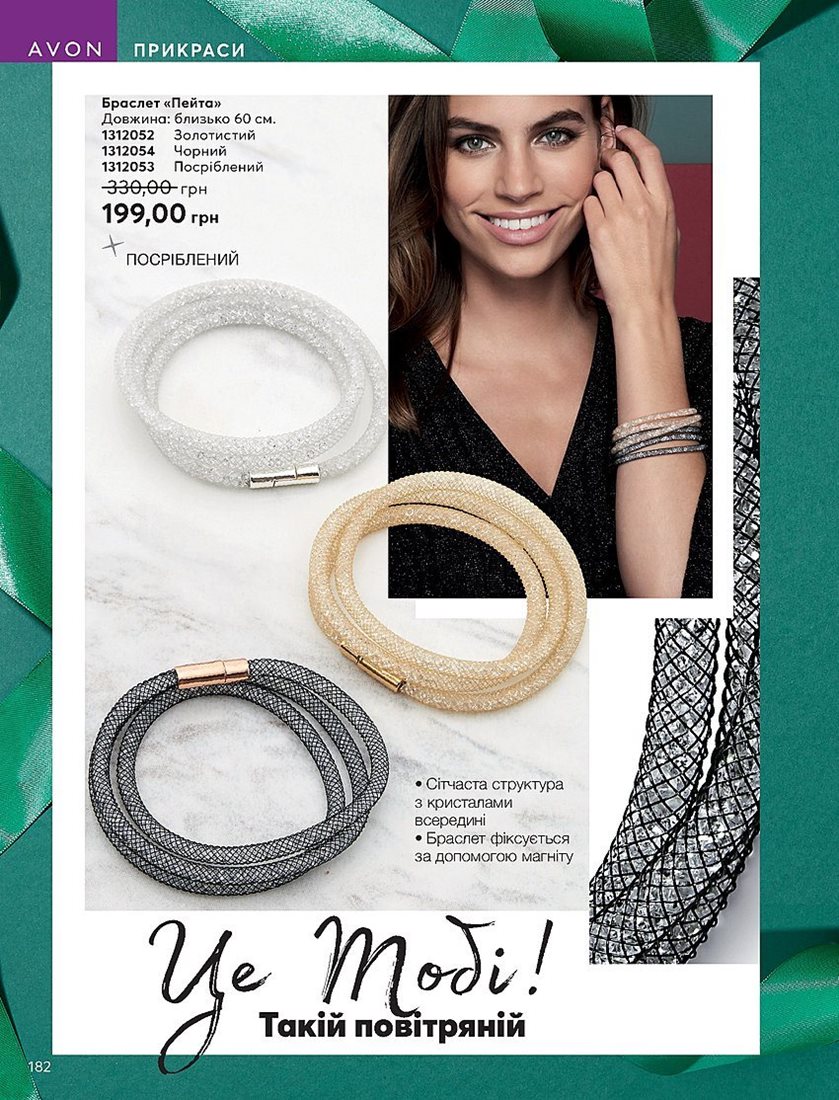 AVON ПРИКРАСИ
Браслет «Пейта»
Довжина: близько 60 см.
1312052 Золотистий
1312054 Чорний
1312053 Посріблений
330,00 грн
199,00 грн
ПОСРІБЛЕНИЙ
• Сітчаста структура
з кристалами
всередині
• Браслет фіксується
за допомогою магніту
Це Тобі!
Такій повітряній
182